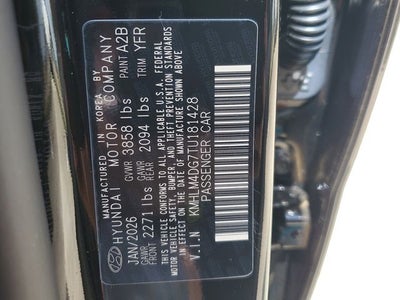 MANUFACTURED IN KOREA BY
HYUNDAI MOTOR COMPANY
JAN/2026 GVWR 3858 lbs PAINT A2B
GAWR FRONT 2271 lbs GAWR REAR 2094 lbs TRIM YFR
THIS VEHICLE CONFORMS TO ALL APPLICABLE U.S.A. FEDERAL
MOTOR VEHICLE SAFETY, BUMPER, AND THEFT PREVENTION STANDARDS
IN EFFECT ON THE DATE OF MANUFACTURE SHOWN ABOVE.
V.I.N KMHLM4DG7TU181428
PASSENGER CAR